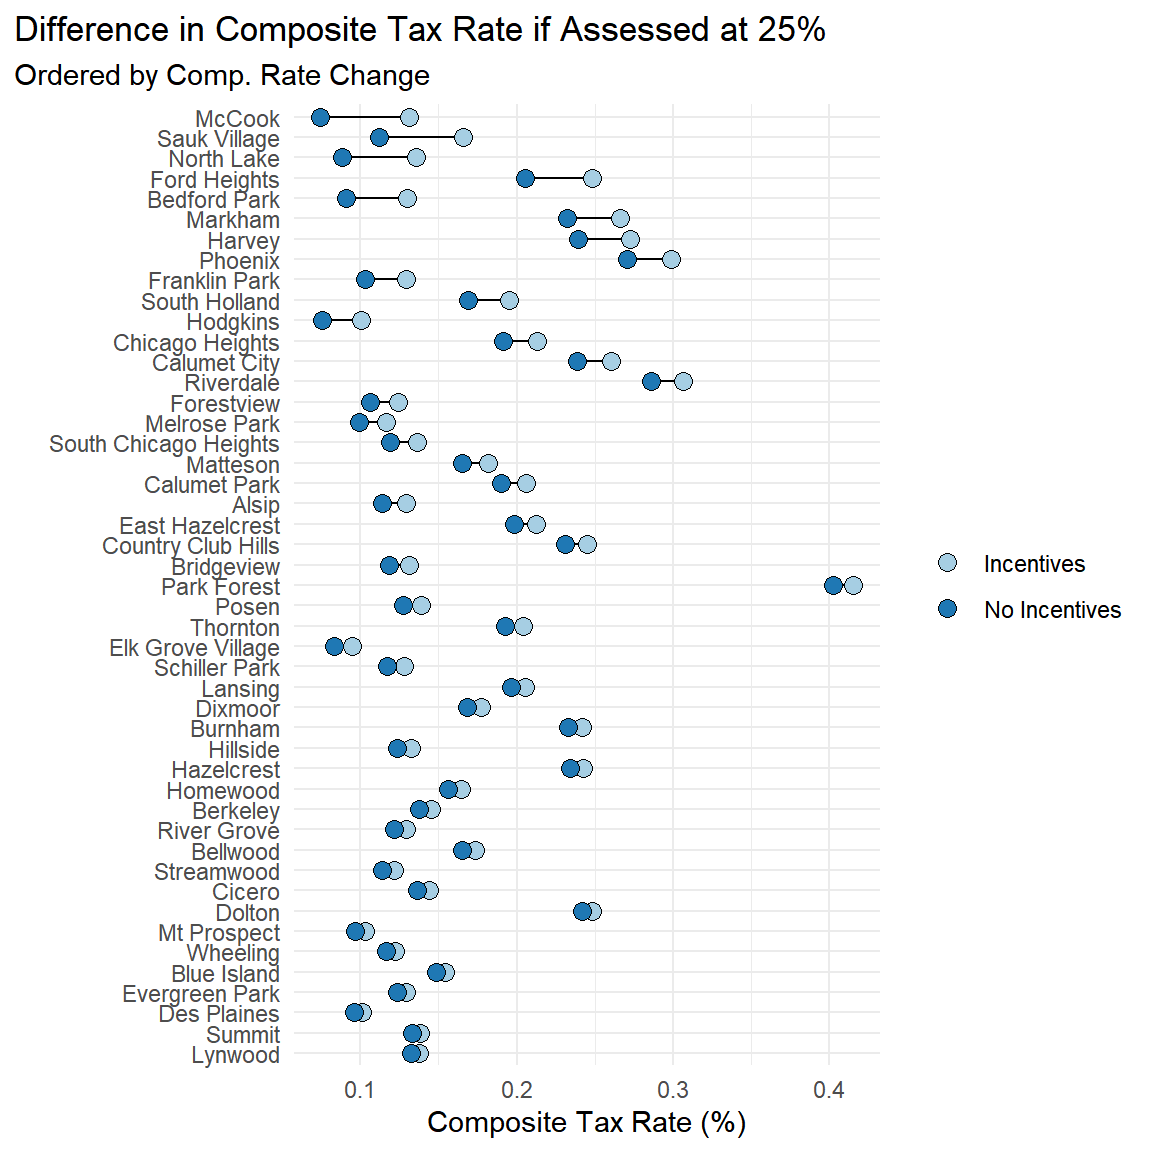 Difference in Composite Tax Rate if Assessed at 25%
Ordered by Comp. Rate Change
McCook
Sauk Village
North Lake
Ford Heights
Bedford Park
Markham
Harvey
Phoenix
Franklin Park
South Holland
Hodgkins
Chicago Heights
Calumet City
Riverdale
Forestview
Melrose Park
South Chicago Heights
Matteson
Calumet Park
Alsip
East Hazelcrest
Country Club Hills
Bridgeview
Park Forest
Posen
Thornton
Elk Grove Village
Schiller Park
Lansing
Dixmoor
Burnham
Hillside
Hazelcrest
Homewood
Berkeley
River Grove
Bellwood
Streamwood
Cicero
Dolton
Mt Prospect
Wheeling
Blue Island
Evergreen Park
Des Plaines
Summit
Lynwood
0.1 0.2 0.3 0.4
Composite Tax Rate (%)
Incentives
No Incentives